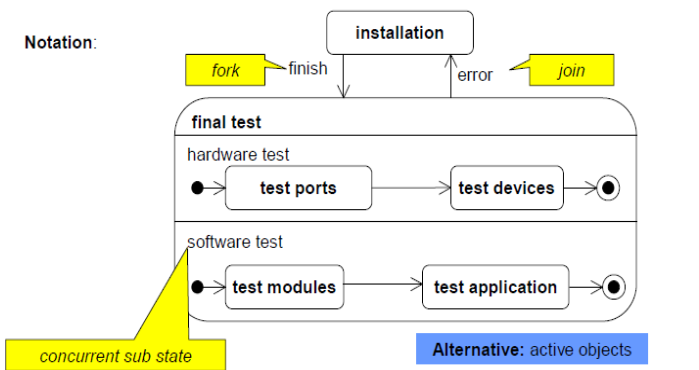 Notation:
installation
fork
finish
error
join
final test
hardware test
test ports
test devices
software test
test modules
test application
concurrent sub state
Alternative: active objects